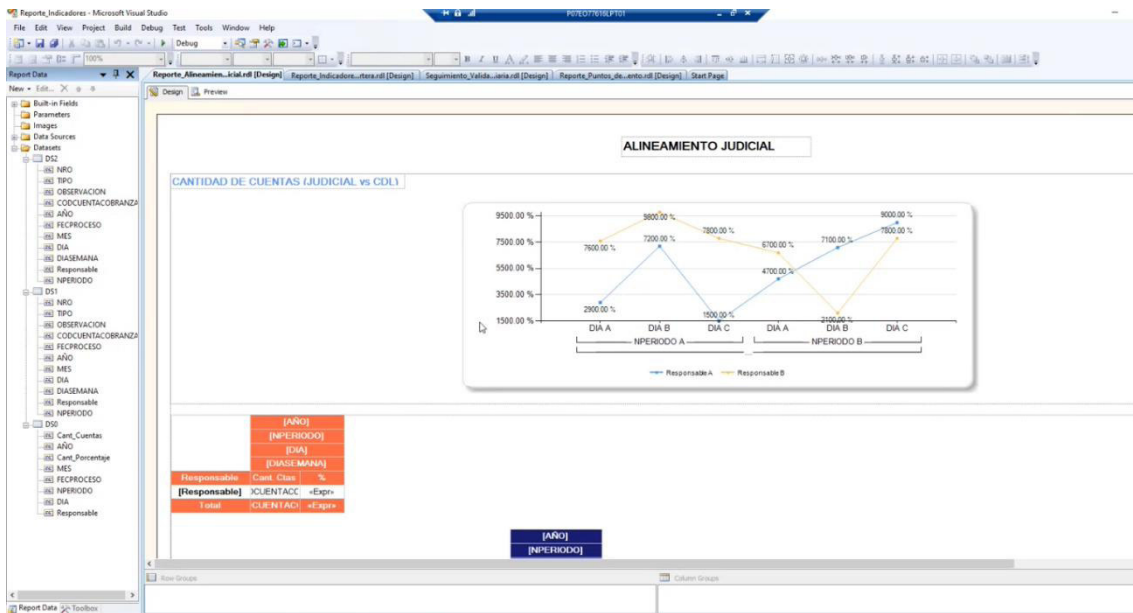 Reporte_Indicadores - Microsoft Visual Studio
P07EO77616LPT01
File Edit View Project Build Debug Test Tools Window Help
Debug
100%
Report Data
Reporte_Alineamien...icial.rdl [Design] Reporte_Indicadore...rtera.rdl [Design] Seguimiento_Valida...iaria.rdl [Design] Reporte_Puntos_de...ento.rdl [Design] Start Page
New Edit...
Design Preview
Built-in Fields
Parameters
Images
Data Sources
Datasets
DS2
NRO
TIPO
OBSERVACION
CODCUENTACOBRANZA
AÑO
FECPROCESO
MES
DIA
DIASEMANA
Responsable
NPERIODO
DS1
NRO
TIPO
OBSERVACION
CODCUENTACOBRANZA
FECPROCESO
AÑO
MES
DIA
DIASEMANA
Responsable
NPERIODO
DS0
Cant_Cuentas
AÑO
Cant_Porcentaje
MES
FECPROCESO
NPERIODO
DIA
Responsable
Report Data Toolbox
ALINEAMIENTO JUDICIAL
CANTIDAD DE CUENTAS (JUDICIAL vs CDL)
9500.00 %
7500.00 %
5500.00 %
3500.00 %
1500.00 %
7600.00 % 9800.00 % 7800.00 % 6700.00 % 2100.00 % 7800.00 %
2900.00 % 7200.00 % 1500.00 % 4700.00 % 7100.00 % 9000.00 %
DIA A DIA B DIA C DIA A DIA B DIA C
NPERIODO A NPERIODO B
Responsable A Responsable B
[AÑO]
[NPERIODO]
[DIA]
[DIASEMANA]
Responsable Cant. Ctas %
[Responsable] OCUENTACC «Expr»
Total CUENTAC «Expr»
[AÑO]
[NPERIODO]
Row Groups Column Groups